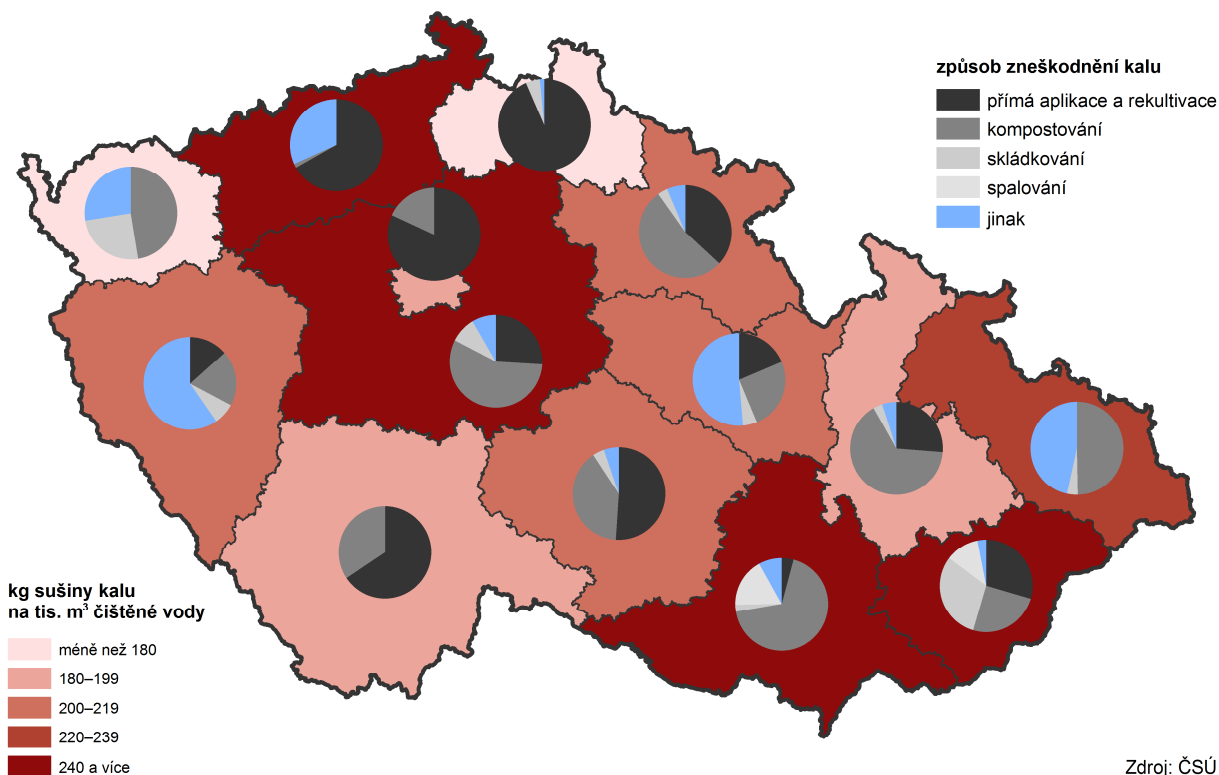 způsob zneškodnění kalu
přímá aplikace a rekultivace
kompostování
skládkování
spalování
jinak
kg sušiny kalu
na tis. m³ čištěné vody
méně než 180
180–199
200–219
220–239
240 a více
Zdroj: ČSÚ